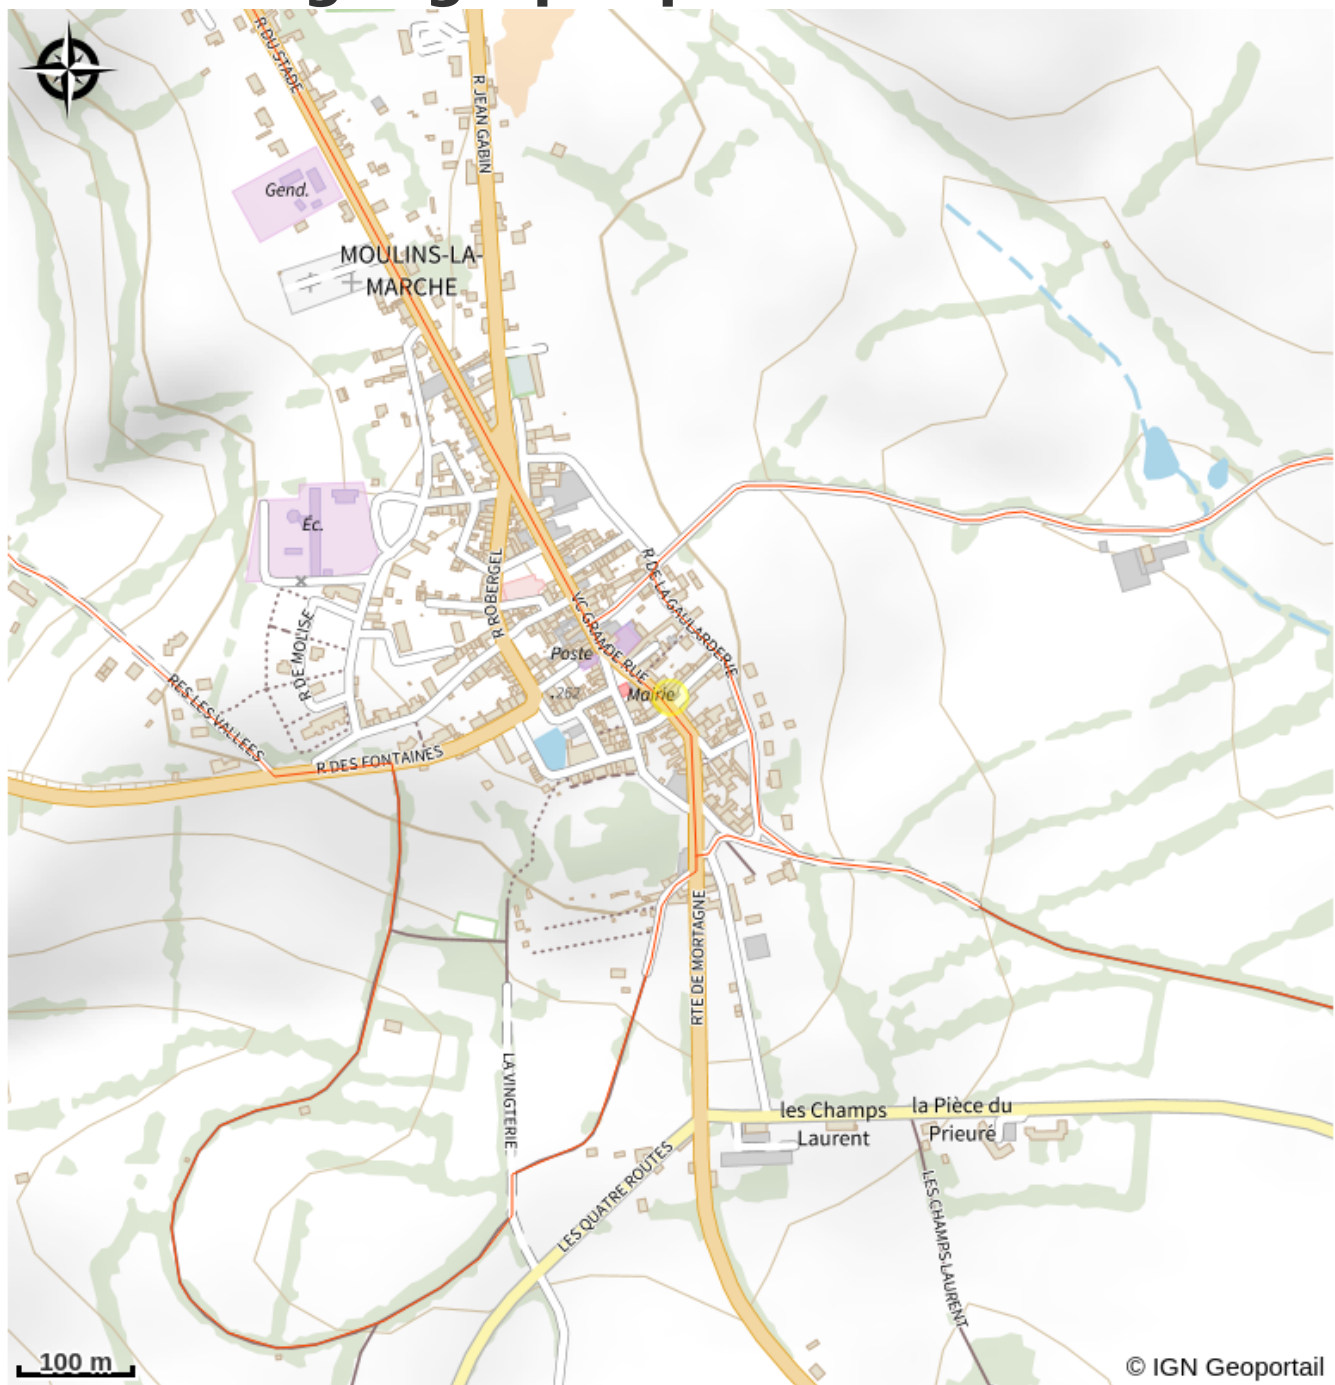 R DU STADE
R JEAN GABIN
Gend.
MOULINS-LA-
MARCHE
Éc.
R DE LA GAULARDERIE
R ROBERGEL
VC GRANDE RUE
R DE MOLISE
Poste
Mairie
.262
RES LES VALLEES
R DES FONTAINES
RTE DE MORTAGNE
LA VINGTERIE
les Champs
Laurent
la Pièce du
Prieuré
LES QUATRE ROUTES
LES CHAMPS LAURENT
100 m
© IGN Geoportail